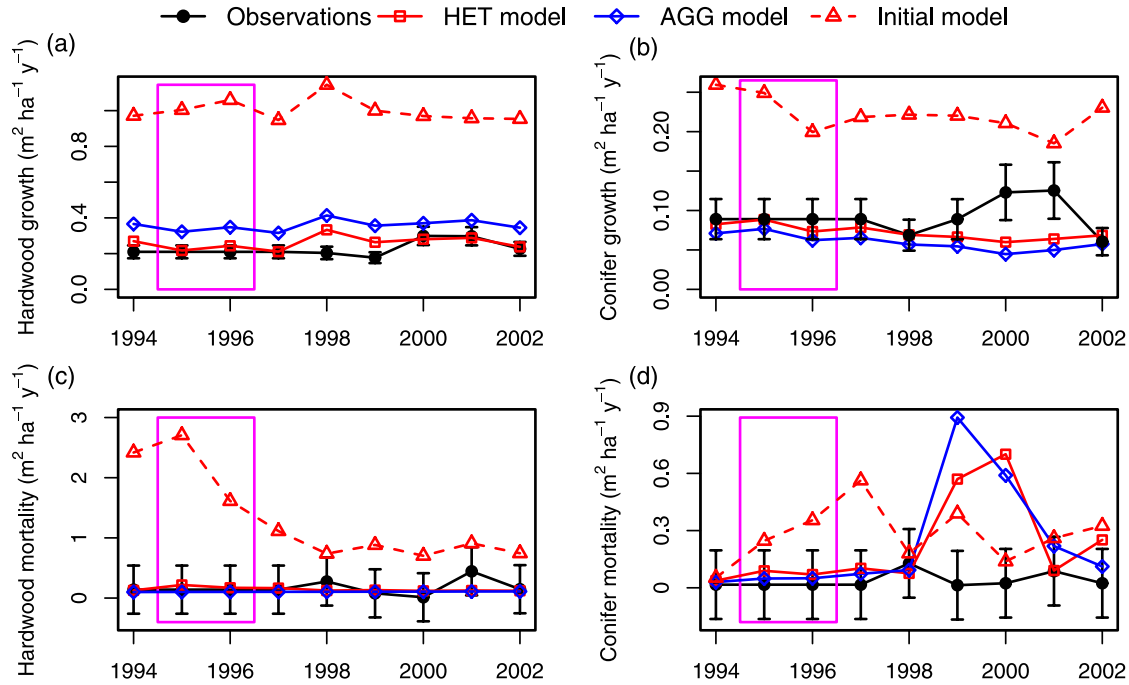 Observations HET model AGG model Initial model
(a)
Hardwood growth (m² ha⁻¹ y⁻¹)
0.8
0.4
0.0
1994 1996 1998 2000 2002
(b)
Conifer growth (m² ha⁻¹ y⁻¹)
0.20
0.10
0.00
1994 1996 1998 2000 2002
(c)
Hardwood mortality (m² ha⁻¹ y⁻¹)
3
2
1
0
1994 1996 1998 2000 2002
(d)
Conifer mortality (m² ha⁻¹ y⁻¹)
0.9
0.6
0.3
0
1994 1996 1998 2000 2002